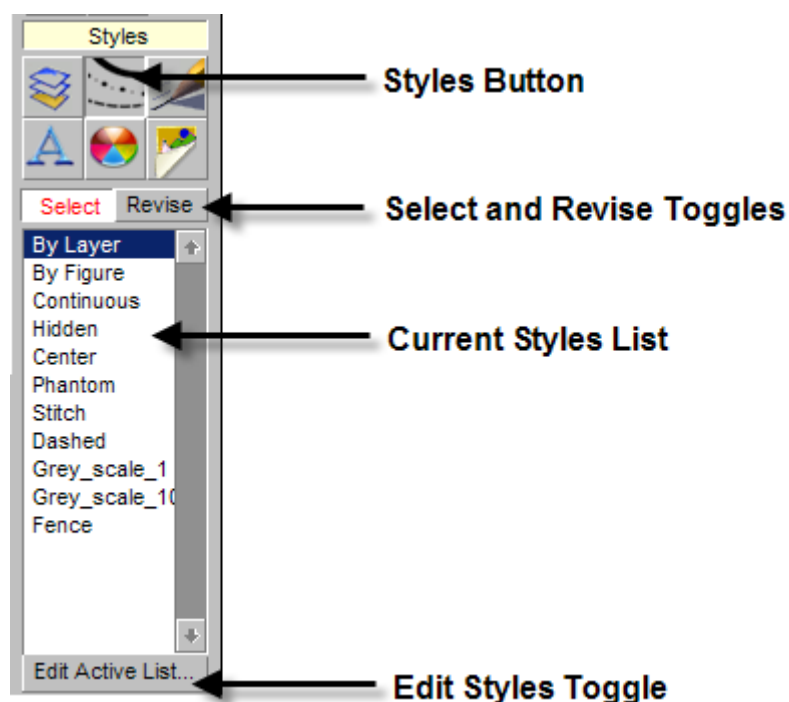 Styles
Styles Button
Select Revise
Select and Revise Toggles
By Layer
By Figure
Continuous
Hidden
Current Styles List
Center
Phantom
Stitch
Dashed
Grey_scale_1
Grey_scale_10
Fence
Edit Active List...
Edit Styles Toggle